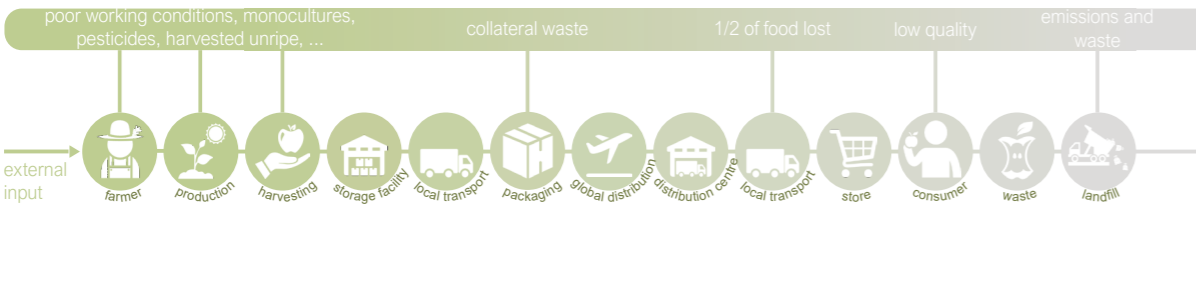 poor working conditions, monocultures,
pesticides, harvested unripe, ...
collateral waste
1/2 of food lost
low quality
emissions and
waste
external
input
farmer
production
harvesting
storage facility
local transport
packaging
global distribution
distribution centre
local transport
store
consumer
waste
landfill